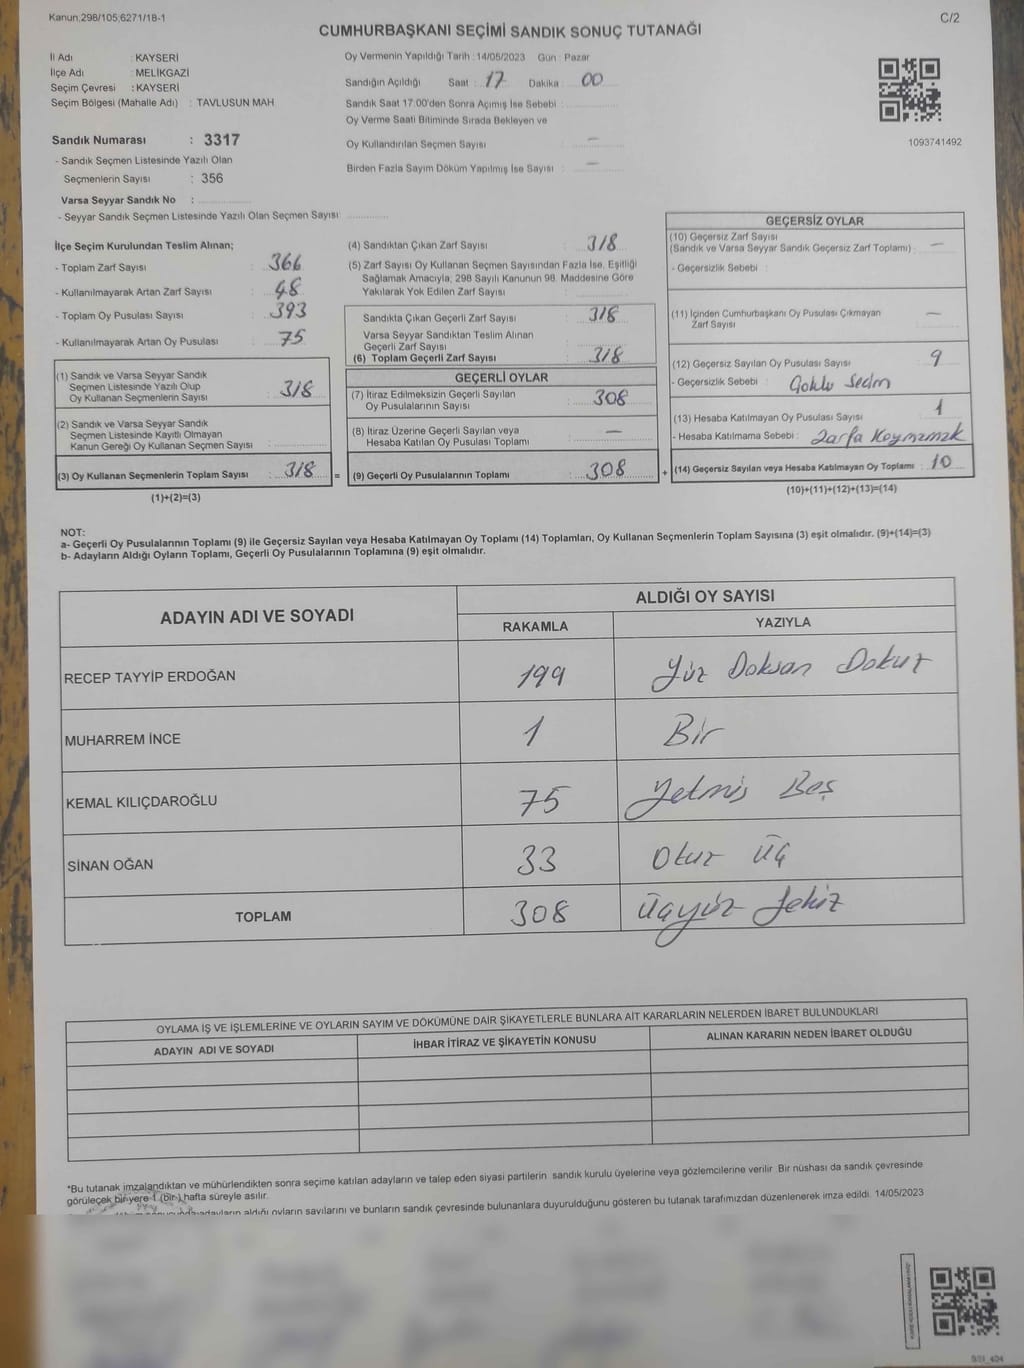 Kanun;298/105;6271/18-1
C/2
CUMHURBAŞKANI SEÇİMİ SANDIK SONUÇ TUTANAĞI
İl Adı : KAYSERİ
İlçe Adı : MELİKGAZİ
Seçim Çevresi : KAYSERİ
Seçim Bölgesi (Mahalle Adı) : TAVLUSUN MAH.
Oy Vermenin Yapıldığı Tarih : 14/05/2023 Gün : Pazar
Sandığın Açıldığı Saat : 17 Dakika : 00
Sandık Saat 17:00'den Sonra Açımış İse Sebebi :
Oy Verme Saati Bitiminde Sırada Bekleyen ve
Oy Kullandırılan Seçmen Sayısı : —
Birden Fazla Sayım Döküm Yapılmış İse Sayısı : —
1093741492
Sandık Numarası : 3317
- Sandık Seçmen Listesinde Yazılı Olan
Seçmenlerin Sayısı : 356
Varsa Seyyar Sandık No :
- Seyyar Sandık Seçmen Listesinde Yazılı Olan Seçmen Sayısı
İlçe Seçim Kurulundan Teslim Alınan;
- Toplam Zarf Sayısı : 366
- Kullanılmayarak Artan Zarf Sayısı : 48
- Toplam Oy Pusulası Sayısı : 393
- Kullanılmayarak Artan Oy Pusulası : 75
(1) Sandık ve Varsa Seyyar Sandık
Seçmen Listesinde Yazılı Olup
Oy Kullanan Seçmenlerin Sayısı : 318
(2) Sandık ve Varsa Seyyar Sandık
Seçmen Listesinde Kayıtlı Olmayan
Kanun Gereği Oy Kullanan Seçmen Sayısı :
(3) Oy Kullanan Seçmenlerin Toplam Sayısı : 318 =
(1)+(2)=(3)
(4) Sandıktan Çıkan Zarf Sayısı : 318
(5) Zarf Sayısı Oy Kullanan Seçmen Sayısından Fazla İse, Eşitliği
Sağlamak Amacıyla, 298 Sayılı Kanunun 98. Maddesine Göre
Yakılarak Yok Edilen Zarf Sayısı :
Sandıkta Çıkan Geçerli Zarf Sayısı : 318
Varsa Seyyar Sandıktan Teslim Alınan
Geçerli Zarf Sayısı
(6) Toplam Geçerli Zarf Sayısı : 318
GEÇERLİ OYLAR
(7) İtiraz Edilmeksizin Geçerli Sayılan
Oy Pusulalarının Sayısı : 308
(8) İtiraz Üzerine Geçerli Sayılan veya
Hesaba Katılan Oy Pusulası Toplamı : —
(9) Geçerli Oy Pusulalarının Toplamı : 308 +
GEÇERSİZ OYLAR
(10) Geçersiz Zarf Sayısı
(Sandık ve Varsa Seyyar Sandık Geçersiz Zarf Toplamı) : —
- Geçersizlik Sebebi :
(11) İçinden Cumhurbaşkanı Oy Pusulası Çıkmayan
Zarf Sayısı : —
(12) Geçersiz Sayılan Oy Pusulası Sayısı : 9
- Geçersizlik Sebebi : Çoklu Secim
(13) Hesaba Katılmayan Oy Pusulası Sayısı : 1
- Hesaba Katılmama Sebebi : Zarfa Koymamak
(14) Geçersiz Sayılan veya Hesaba Katılmayan Oy Toplamı : 10
(10)+(11)+(12)+(13)=(14)
NOT:
a- Geçerli Oy Pusulalarının Toplamı (9) ile Geçersiz Sayılan veya Hesaba Katılmayan Oy Toplamı (14) Toplamları, Oy Kullanan Seçmenlerin Toplam Sayısına (3) eşit olmalıdır. (9)+(14)=(3)
b- Adayların Aldığı Oyların Toplamı, Geçerli Oy Pusulalarının Toplamına (9) eşit olmalıdır.
ADAYIN ADI VE SOYADI
ALDIĞI OY SAYISI
RAKAMLA YAZIYLA
RECEP TAYYİP ERDOĞAN 199 Yüz Doksan Dokuz
MUHARREM İNCE 1 Bir
KEMAL KILIÇDAROĞLU 75 Yetmiş Beş
SİNAN OĞAN 33 Otuz Üç
TOPLAM 308 Üçyüz Sekiz
OYLAMA İŞ VE İŞLEMLERİNE VE OYLARIN SAYIM VE DÖKÜMÜNE DAİR ŞİKAYETLERLE BUNLARA AİT KARARLARIN NELERDEN İBARET BULUNDUKLARI
ADAYIN ADI VE SOYADI İHBAR İTİRAZ VE ŞİKAYETİN KONUSU ALINAN KARARIN NEDEN İBARET OLDUĞU
*Bu tutanak imzalandıktan ve mühürlendikten sonra seçime katılan adayların ve talep eden siyasi partilerin sandık kurulu üyelerine veya gözlemcilerine verilir. Bir nüshası da sandık çevresinde
görülecek bir yere 1 (bir) hafta süreyle asılır.
adayların aldığı oyların sayılarını ve bunların sandık çevresinde bulunanlara duyurulduğunu gösteren bu tutanak tarafımızdan düzenlenerek imza edildi. 14/05/2023